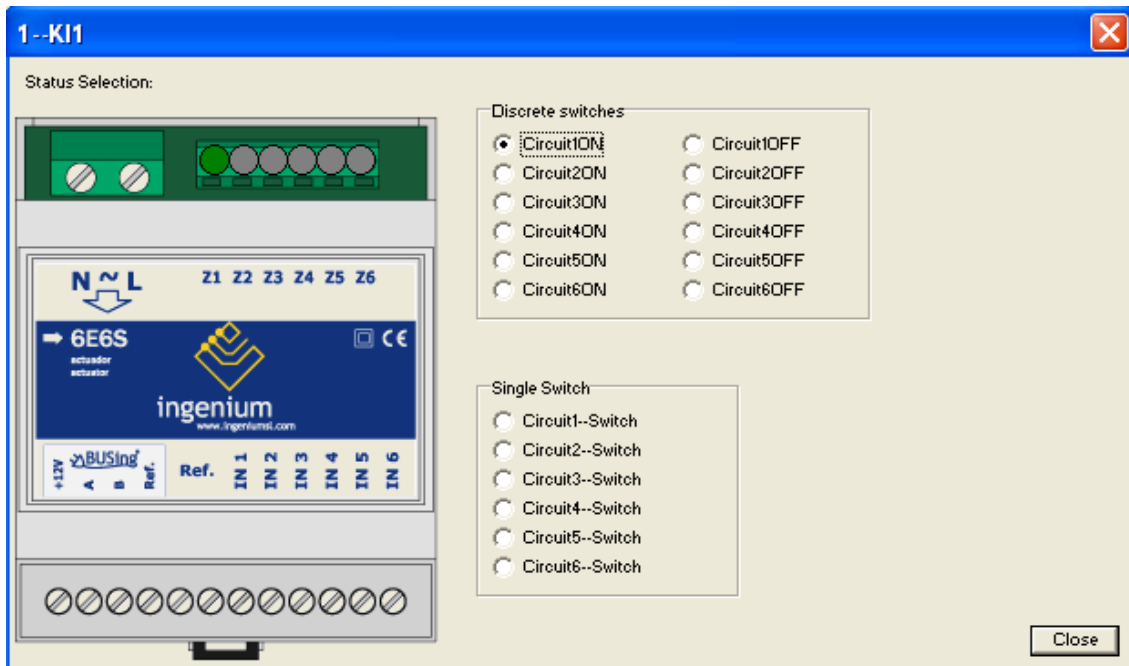 1--KI1
Status Selection:
N ~ L
Z1 Z2 Z3 Z4 Z5 Z6
6E6S
actuador
actuator
CE
ingenium
www.ingeniumsl.com
+12V A B Ref.
BUSing
Ref. IN 1 IN 2 IN 3 IN 4 IN 5 IN 6
Discrete switches
Circuit1ON Circuit1OFF
Circuit2ON Circuit2OFF
Circuit3ON Circuit3OFF
Circuit4ON Circuit4OFF
Circuit5ON Circuit5OFF
Circuit6ON Circuit6OFF
Single Switch
Circuit1--Switch
Circuit2--Switch
Circuit3--Switch
Circuit4--Switch
Circuit5--Switch
Circuit6--Switch
Close